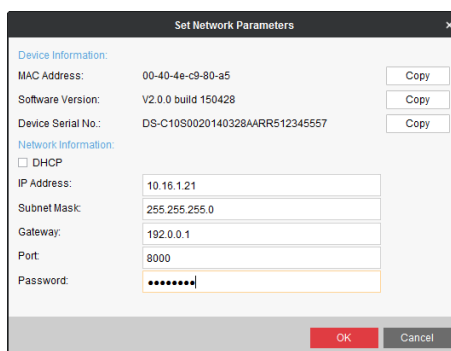 Set Network Parameters ×
Device Information:
MAC Address: 00-40-4e-c9-80-a5 Copy
Software Version: V2.0.0 build 150428 Copy
Device Serial No.: DS-C10S0020140328AARR512345557 Copy
Network Information:
DHCP
IP Address: 10.16.1.21
Subnet Mask: 255.255.255.0
Gateway: 192.0.0.1
Port: 8000
Password: ●●●●●●●●
OK Cancel